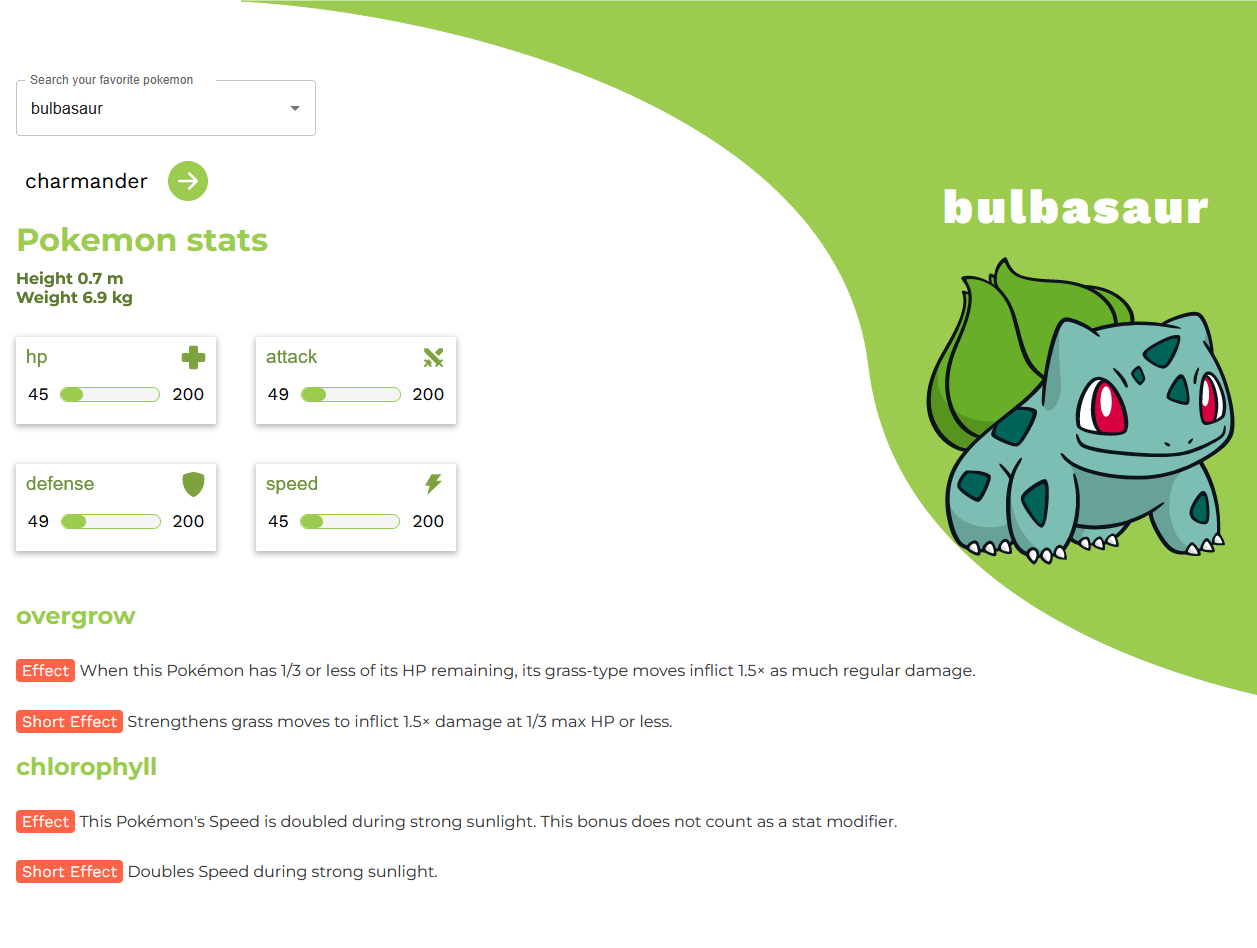 Search your favorite pokemon
bulbasaur
charmander
bulbasaur
Pokemon stats
Height 0.7 m
Weight 6.9 kg
hp
45 200
attack
49 200
defense
49 200
speed
45 200
overgrow
Effect When this Pokémon has 1/3 or less of its HP remaining, its grass-type moves inflict 1.5× as much regular damage.
Short Effect Strengthens grass moves to inflict 1.5× damage at 1/3 max HP or less.
chlorophyll
Effect This Pokémon's Speed is doubled during strong sunlight. This bonus does not count as a stat modifier.
Short Effect Doubles Speed during strong sunlight.